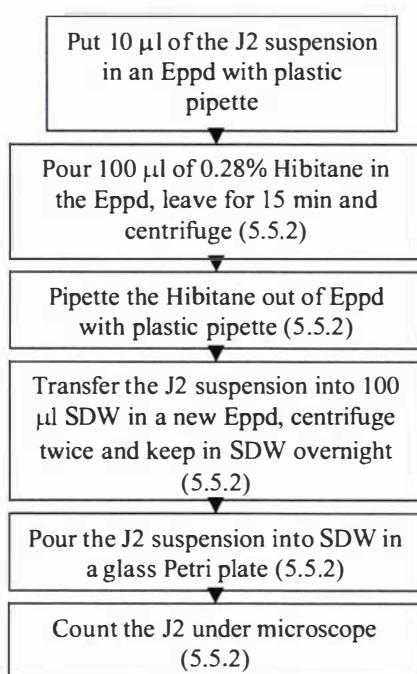 Put 10 µl of the J2 suspension
in an Eppd with plastic
pipette
Pour 100 µl of 0.28% Hibitane in
the Eppd, leave for 15 min and
centrifuge (5.5.2)
Pipette the Hibitane out of Eppd
with plastic pipette (5.5.2)
Transfer the J2 suspension into 100
µl SDW in a new Eppd, centrifuge
twice and keep in SDW overnight
(5.5.2)
Pour the J2 suspension into SDW in
a glass Petri plate (5.5.2)
Count the J2 under microscope
(5.5.2)